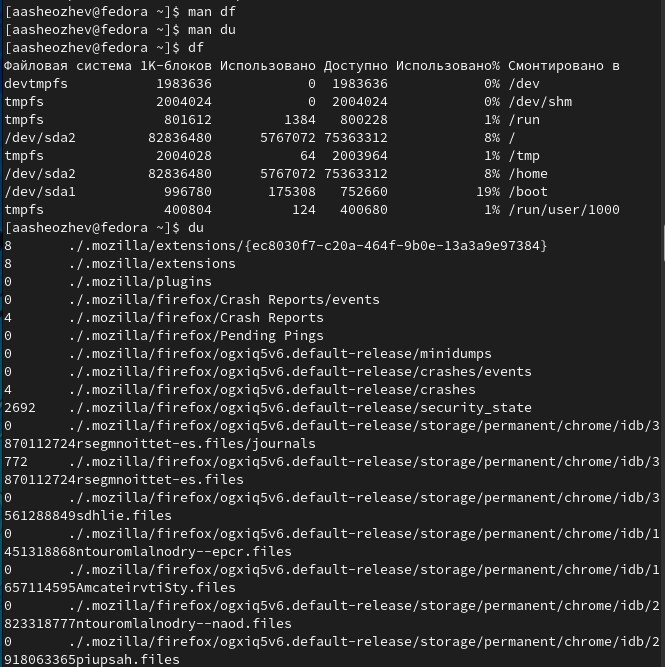 [aasheozhev@fedora ~]$ man df
[aasheozhev@fedora ~]$ man du
[aasheozhev@fedora ~]$ df
Файловая система 1K-блоков Использовано Доступно Использовано% Смонтировано в
devtmpfs 1983636 0 1983636 0% /dev
tmpfs 2004024 0 2004024 0% /dev/shm
tmpfs 801612 1384 800228 1% /run
/dev/sda2 82836480 5767072 75363312 8% /
tmpfs 2004028 64 2003964 1% /tmp
/dev/sda2 82836480 5767072 75363312 8% /home
/dev/sda1 996780 175308 752660 19% /boot
tmpfs 400804 124 400680 1% /run/user/1000
[aasheozhev@fedora ~]$ du
8 ./.mozilla/extensions/{ec8030f7-c20a-464f-9b0e-13a3a9e97384}
8 ./.mozilla/extensions
0 ./.mozilla/plugins
0 ./.mozilla/firefox/Crash Reports/events
4 ./.mozilla/firefox/Crash Reports
0 ./.mozilla/firefox/Pending Pings
0 ./.mozilla/firefox/ogxiq5v6.default-release/minidumps
0 ./.mozilla/firefox/ogxiq5v6.default-release/crashes/events
4 ./.mozilla/firefox/ogxiq5v6.default-release/crashes
2692 ./.mozilla/firefox/ogxiq5v6.default-release/security_state
0 ./.mozilla/firefox/ogxiq5v6.default-release/storage/permanent/chrome/idb/3
870112724rsegmnoittet-es.files/journals
772 ./.mozilla/firefox/ogxiq5v6.default-release/storage/permanent/chrome/idb/3
870112724rsegmnoittet-es.files
0 ./.mozilla/firefox/ogxiq5v6.default-release/storage/permanent/chrome/idb/3
561288849sdhlie.files
0 ./.mozilla/firefox/ogxiq5v6.default-release/storage/permanent/chrome/idb/1
451318868ntouromlalnodry--epcr.files
0 ./.mozilla/firefox/ogxiq5v6.default-release/storage/permanent/chrome/idb/1
657114595AmcateirvtiSty.files
0 ./.mozilla/firefox/ogxiq5v6.default-release/storage/permanent/chrome/idb/2
823318777ntouromlalnodry--naod.files
0 ./.mozilla/firefox/ogxiq5v6.default-release/storage/permanent/chrome/idb/2
918063365piupsah.files